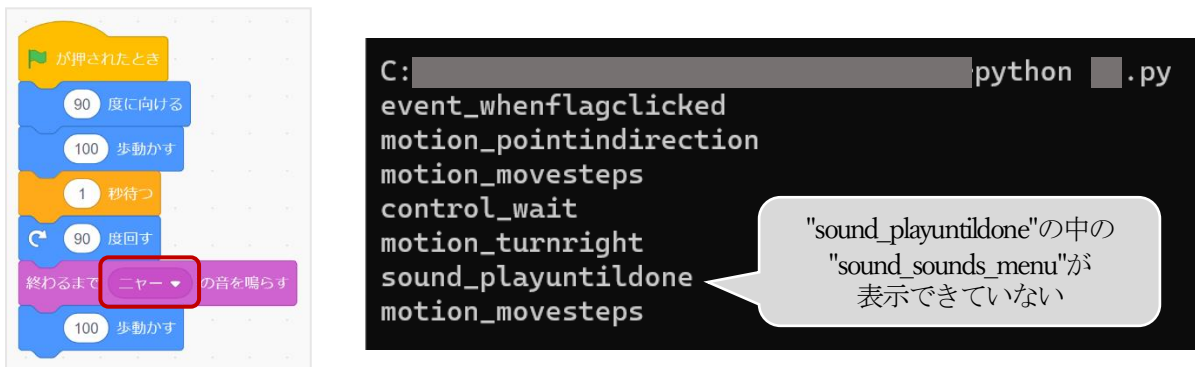 が押されたとき
90 度に向ける
100 歩動かす
1 秒待つ
90 度回す
終わるまで ニャー の音を鳴らす
100 歩動かす
C: python .py
event_whenflagclicked
motion_pointindirection
motion_movesteps
control_wait
motion_turnright
sound_playuntildone
motion_movesteps
"sound_playuntildone"の中の
"sound_sounds_menu"が
表示できていない